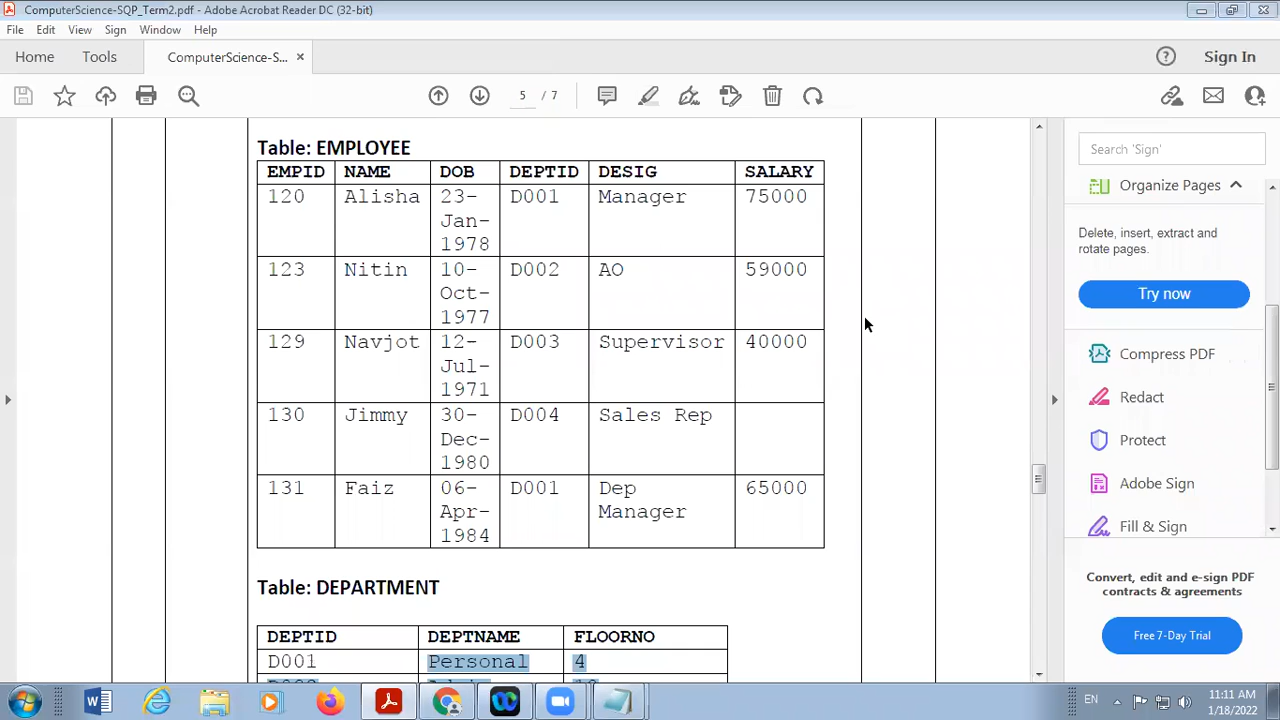 ComputerScience-SQP_Term2.pdf - Adobe Acrobat Reader DC (32-bit)
File Edit View Sign Window Help
Home Tools ComputerScience-S... × Sign In
5 / 7
Table: EMPLOYEE
EMPID NAME DOB DEPTID DESIG SALARY
120 Alisha 23- D001 Manager 75000
Jan-
1978
123 Nitin 10- D002 AO 59000
Oct-
1977
129 Navjot 12- D003 Supervisor 40000
Jul-
1971
130 Jimmy 30- D004 Sales Rep
Dec-
1980
131 Faiz 06- D001 Dep 65000
Apr- Manager
1984
Table: DEPARTMENT
DEPTID DEPTNAME FLOORNO
D001 Personal 4
Search 'Sign'
Organize Pages
Delete, insert, extract and
rotate pages.
Try now
Compress PDF
Redact
Protect
Adobe Sign
Fill & Sign
Convert, edit and e-sign PDF
contracts & agreements
Free 7-Day Trial
EN 11:11 AM
1/18/2022